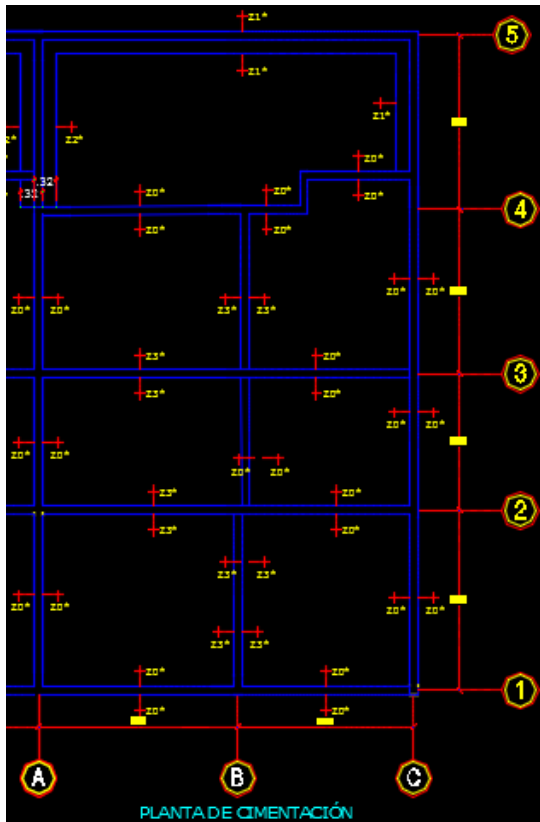 Z1*
5
Z1*
Z1*
Z* Z2*
Z0*
.32
.31
Z0* Z0* Z0*
4
Z0* Z0*
Z0* Z0*
Z0* Z0* Z3* Z3*
Z3* Z0*
3
Z3* Z0*
Z0* Z0*
Z0* Z0*
Z0* Z0*
Z3* Z0*
2
Z3* Z0*
Z3* Z3*
Z0* Z0* Z0* Z0*
Z3* Z3*
Z0* Z0*
1
Z0* Z0*
A B C
PLANTA DE CIMENTACIÓN